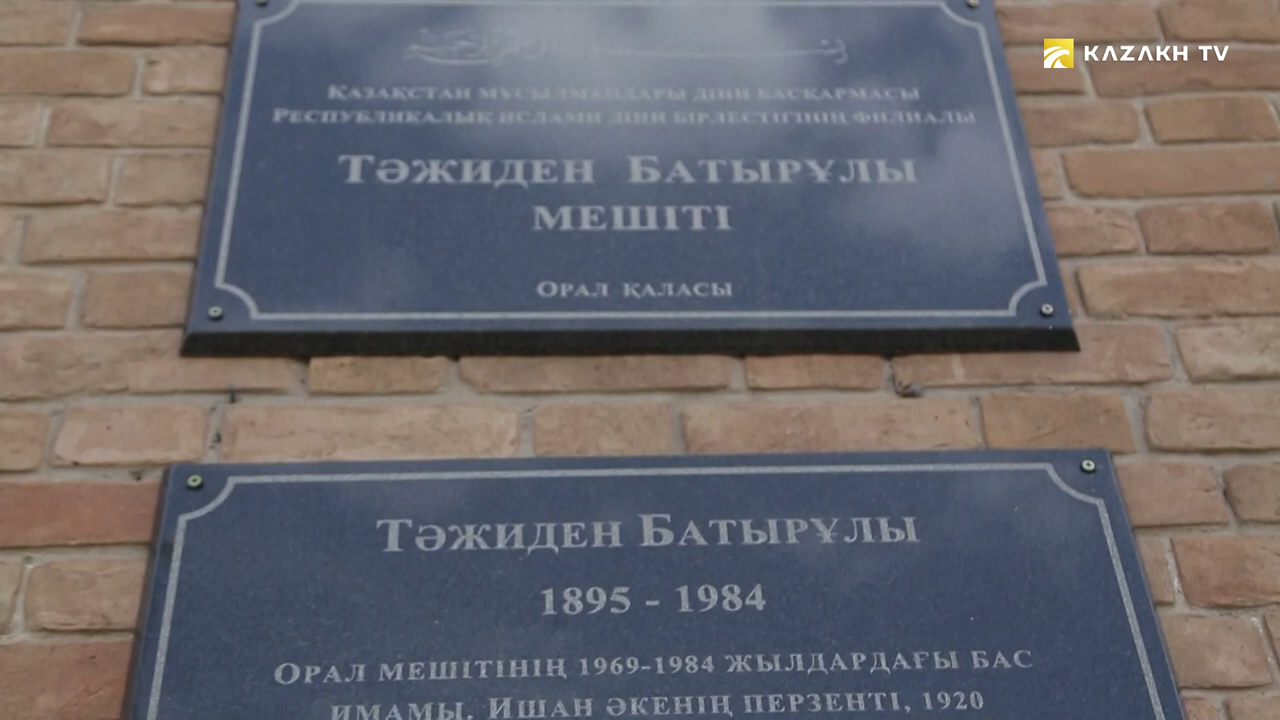 KAZAKH TV
ҚАЗАҚСТАН МҰСЫЛМАНДАРЫ ДІНИ БАСҚАРМАСЫ
РЕСПУБЛИКАЛЫҚ ИСЛАМИ ДІНИ БІРЛЕСТІГІНІҢ ФИЛИАЛЫ
ТӘЖИДЕН БАТЫРҰЛЫ
МЕШІТІ
ОРАЛ ҚАЛАСЫ
ТӘЖИДЕН БАТЫРҰЛЫ
1895 - 1984
ОРАЛ МЕШІТІНІҢ 1969-1984 ЖЫЛДАРДАҒЫ БАС
ИМАМЫ. ИШАН ӘКЕНІҢ ПЕРЗЕНТІ, 1920